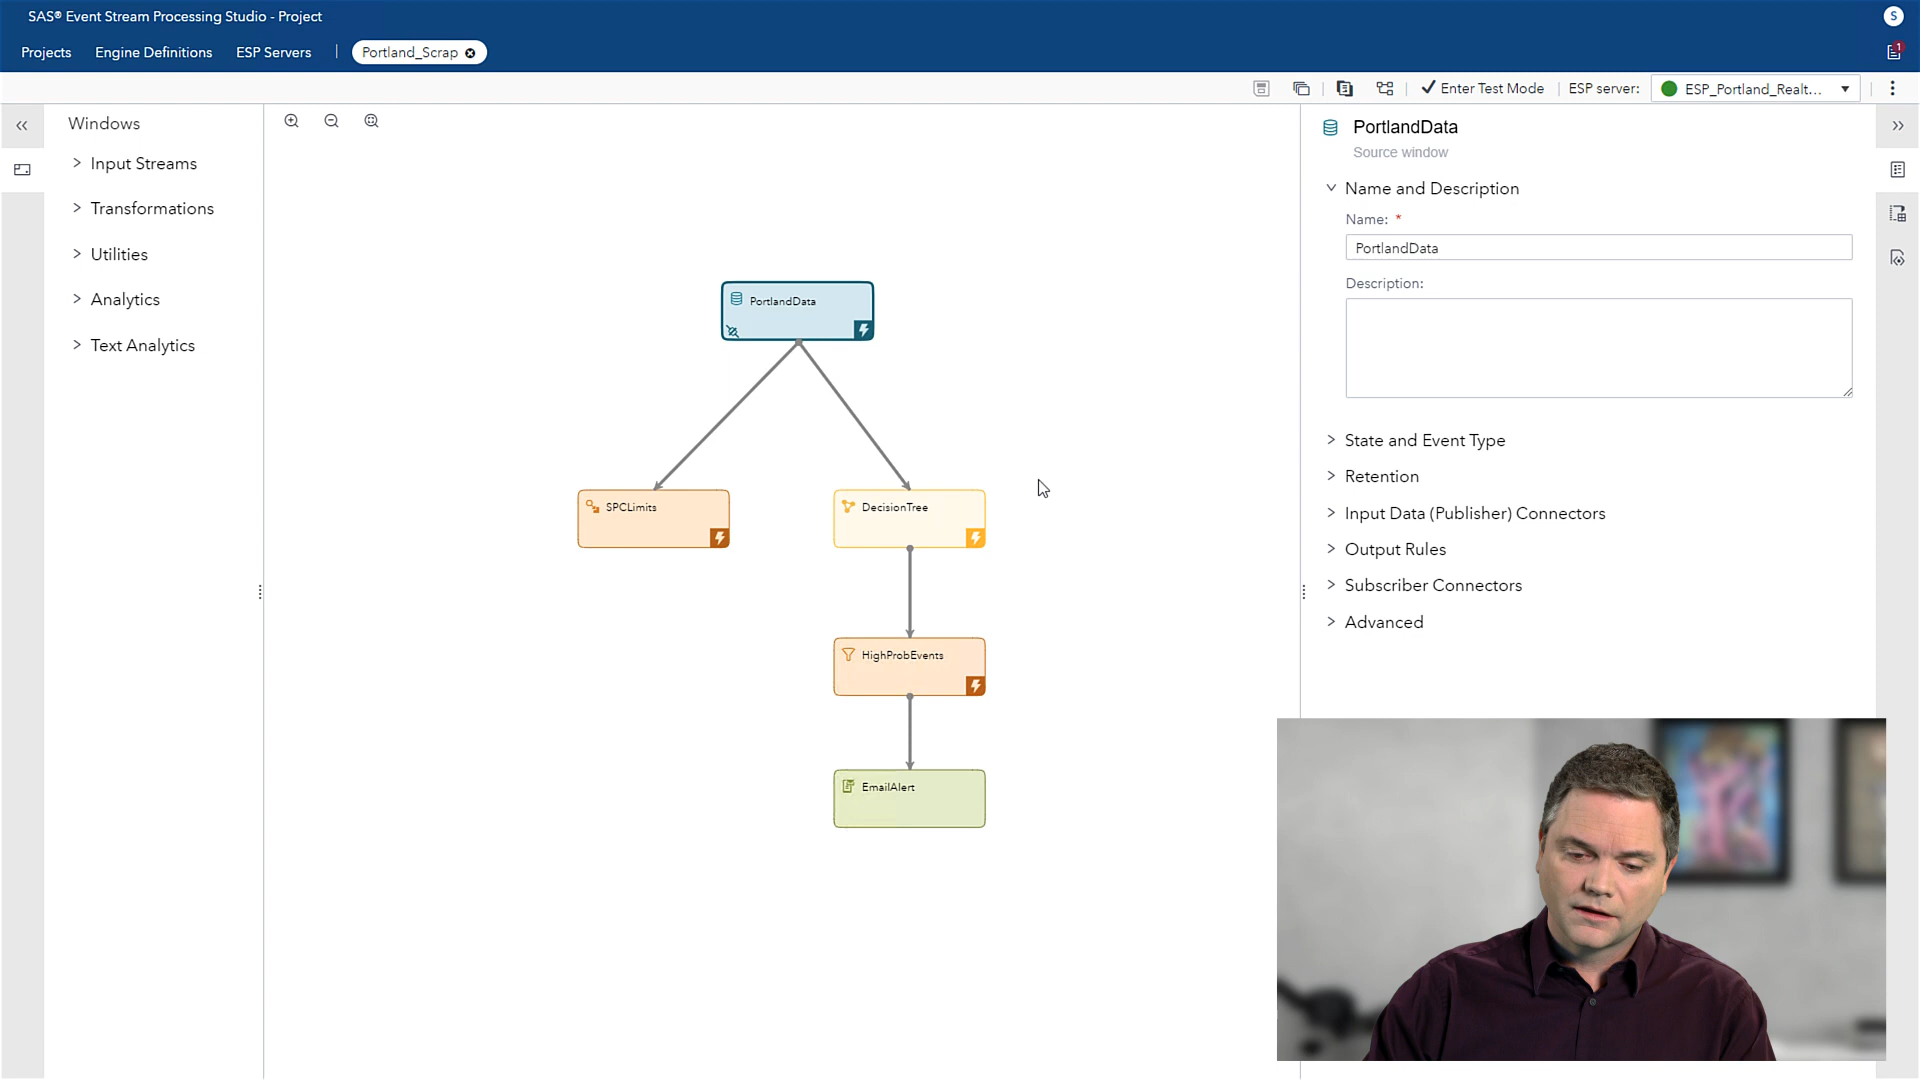 SAS® Event Stream Processing Studio - Project
S
Projects
Engine Definitions
ESP Servers
Portland_Scrap
1
Enter Test Mode
ESP server:
ESP_Portland_Realt...
Windows
Input Streams
Transformations
Utilities
Analytics
Text Analytics
PortlandData
SPCLimits
DecisionTree
HighProbEvents
EmailAlert
PortlandData
Source window
Name and Description
Name: *
PortlandData
Description:
State and Event Type
Retention
Input Data (Publisher) Connectors
Output Rules
Subscriber Connectors
Advanced